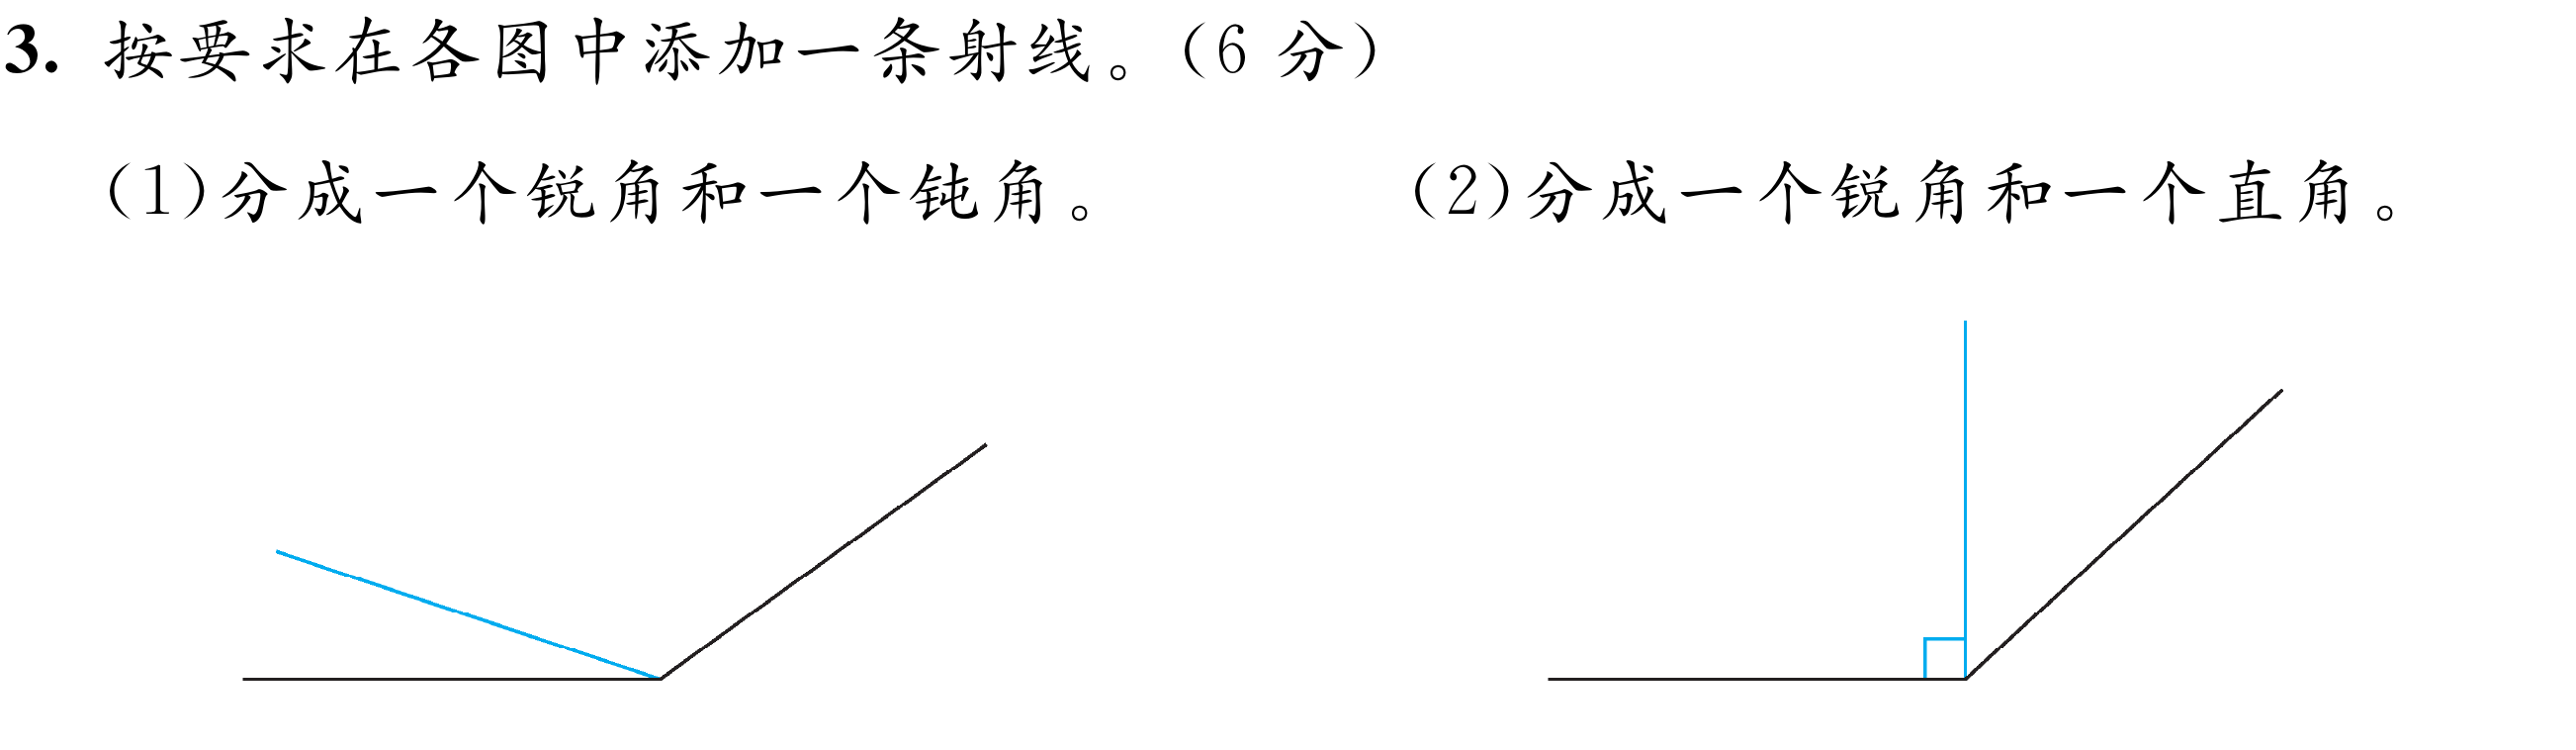 3. 按要求在各图中添加一条射线。(6 分)
(1)分成一个锐角和一个钝角。 (2)分成一个锐角和一个直角。